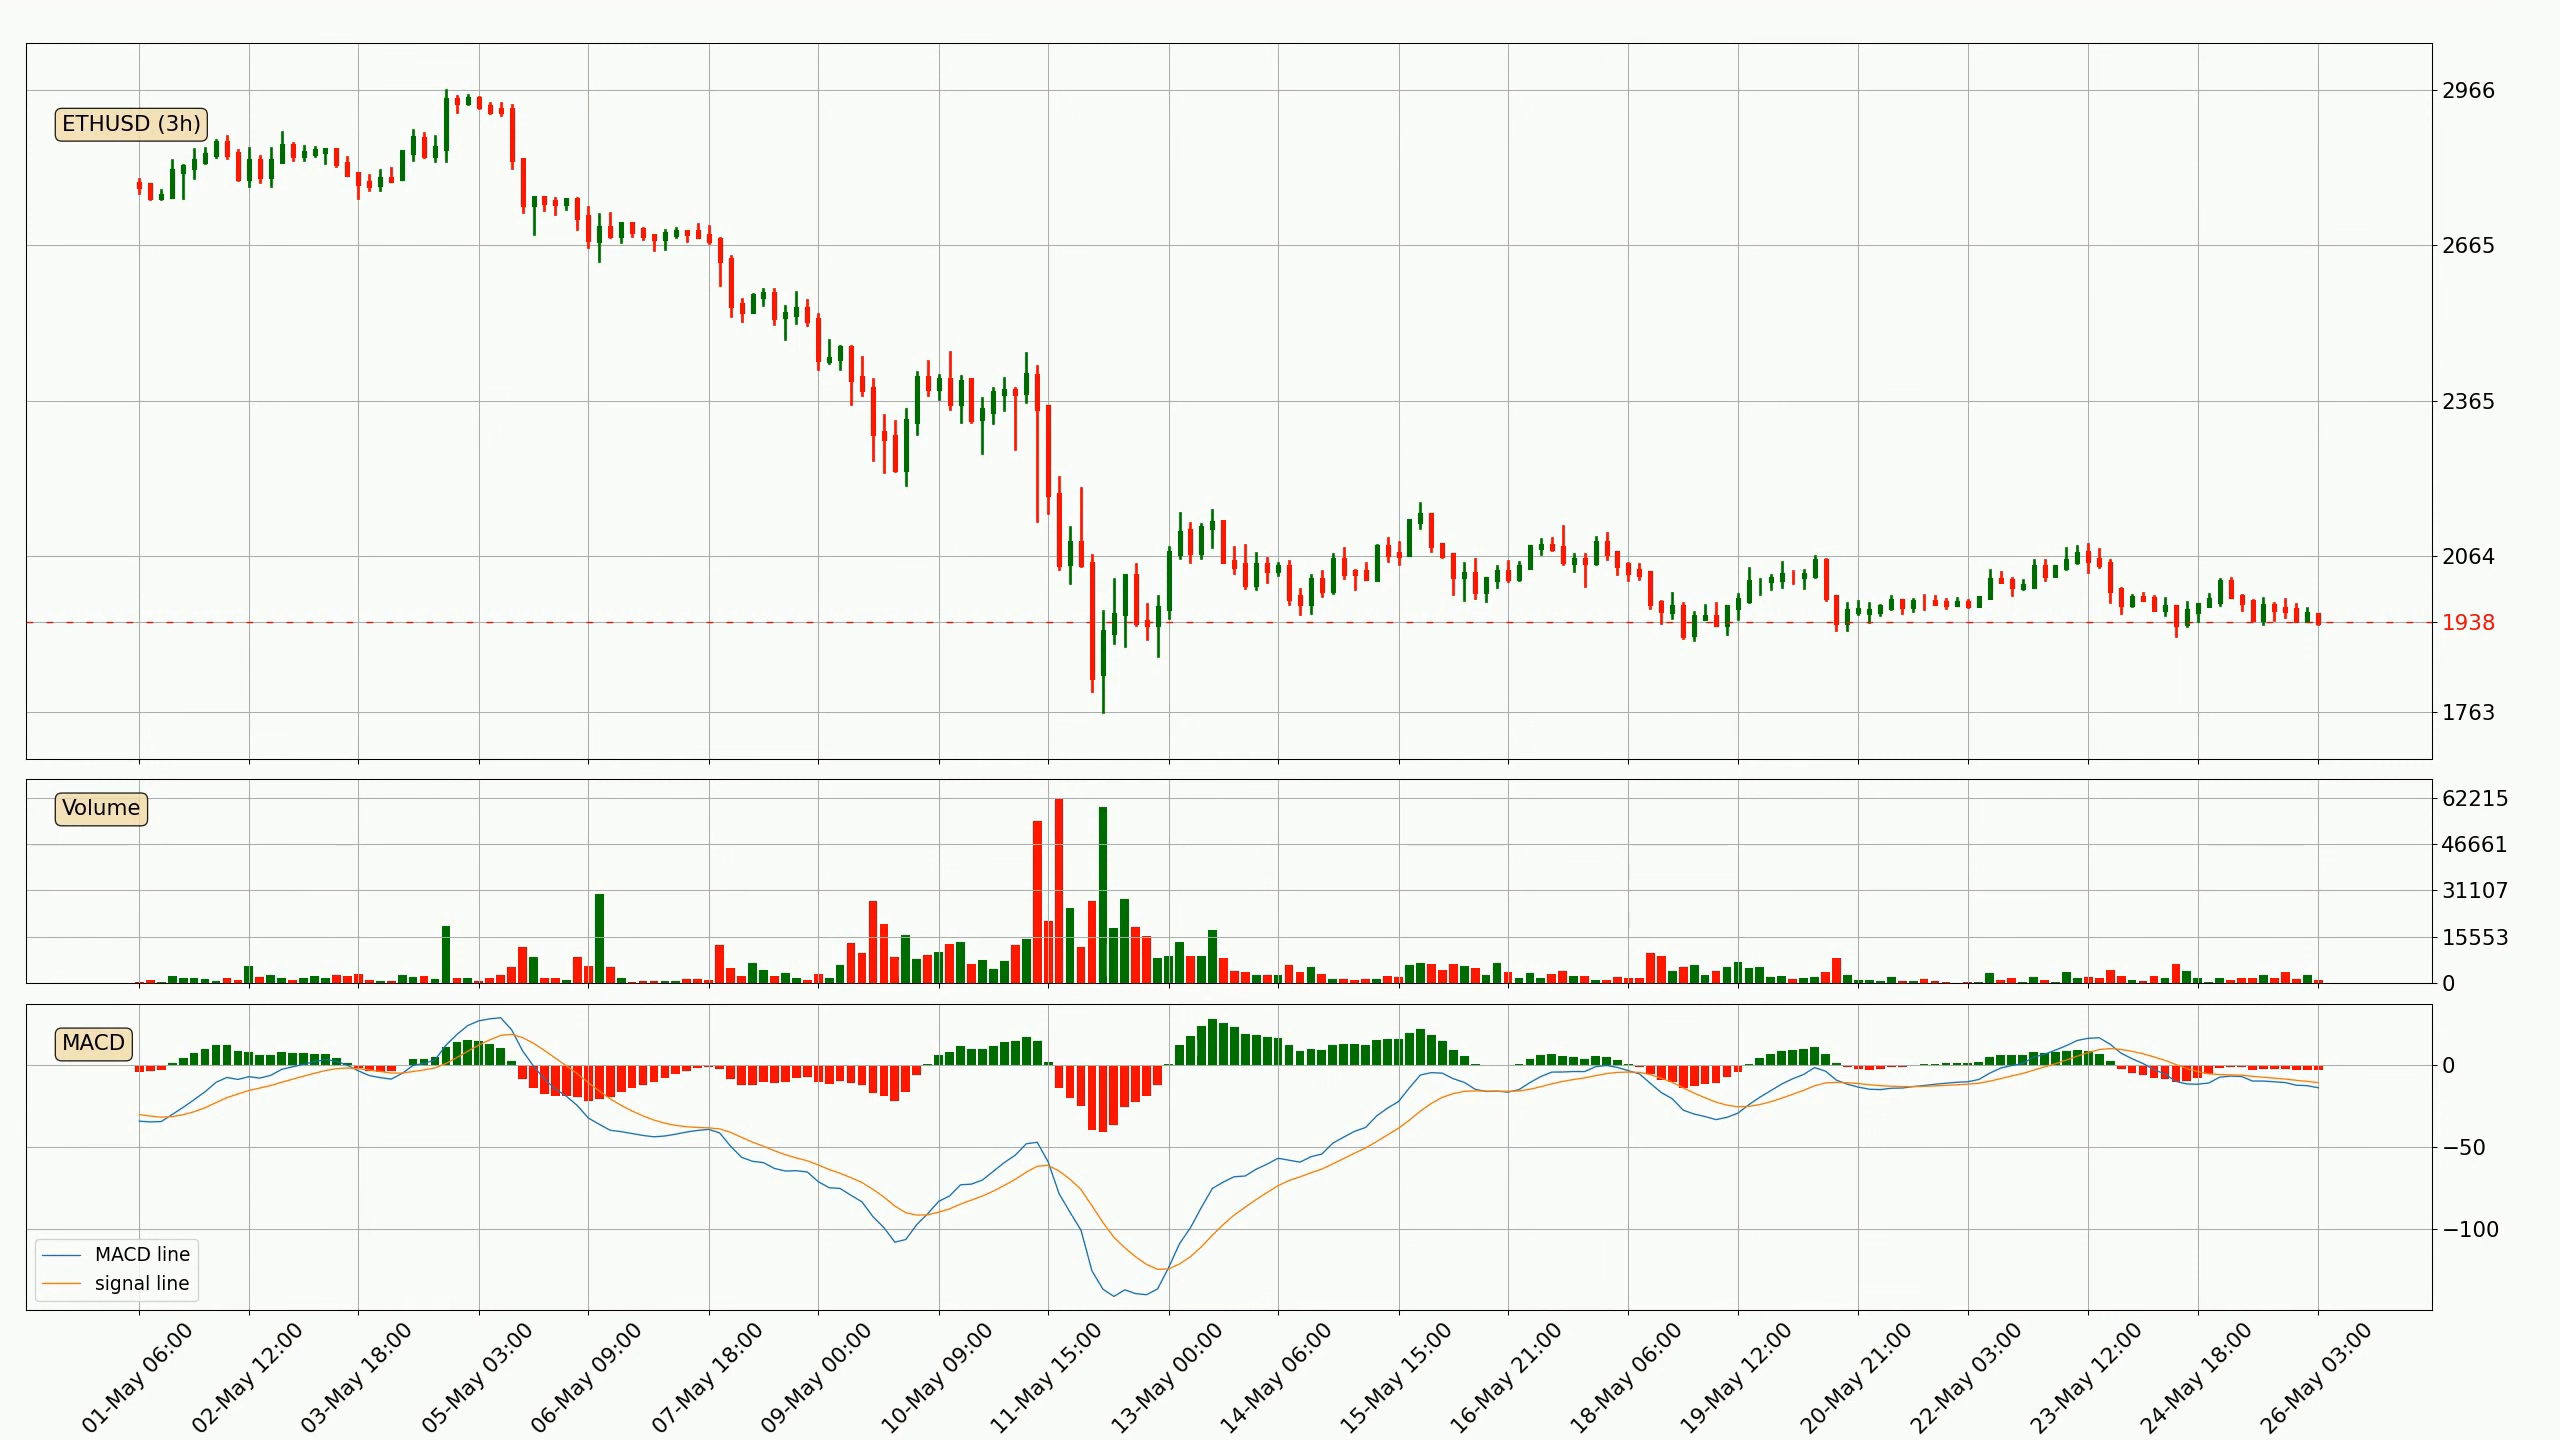 ETHUSD (3h)
2966
2665
2365
2064
1938
1763
Volume
62215
46661
31107
15553
0
MACD
0
−50
−100
MACD line
signal line
01-May 06:00
02-May 12:00
03-May 18:00
05-May 03:00
06-May 09:00
07-May 18:00
09-May 00:00
10-May 09:00
11-May 15:00
13-May 00:00
14-May 06:00
15-May 15:00
16-May 21:00
18-May 06:00
19-May 12:00
20-May 21:00
22-May 03:00
23-May 12:00
24-May 18:00
26-May 03:00